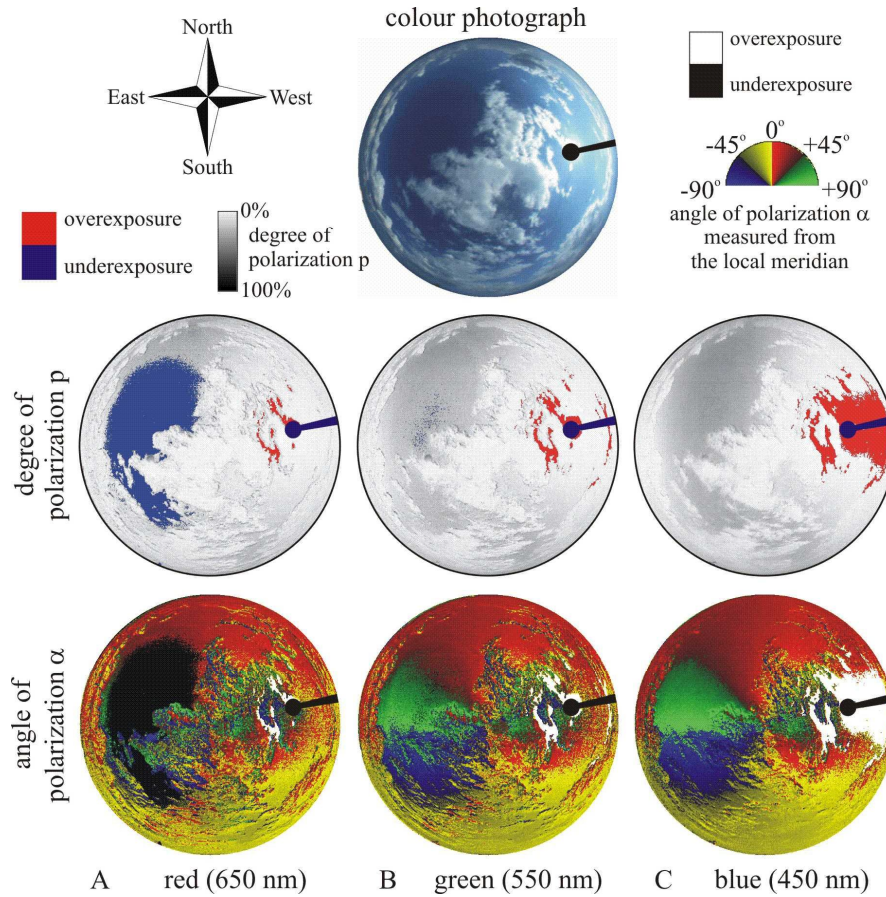 colour photograph
North
East
West
South
overexposure
underexposure
-45°
0°
+45°
-90°
+90°
angle of polarization α
measured from
the local meridian
overexposure
underexposure
0%
degree of
polarization p
100%
degree of
polarization p
angle of
polarization α
A red (650 nm)
B green (550 nm)
C blue (450 nm)